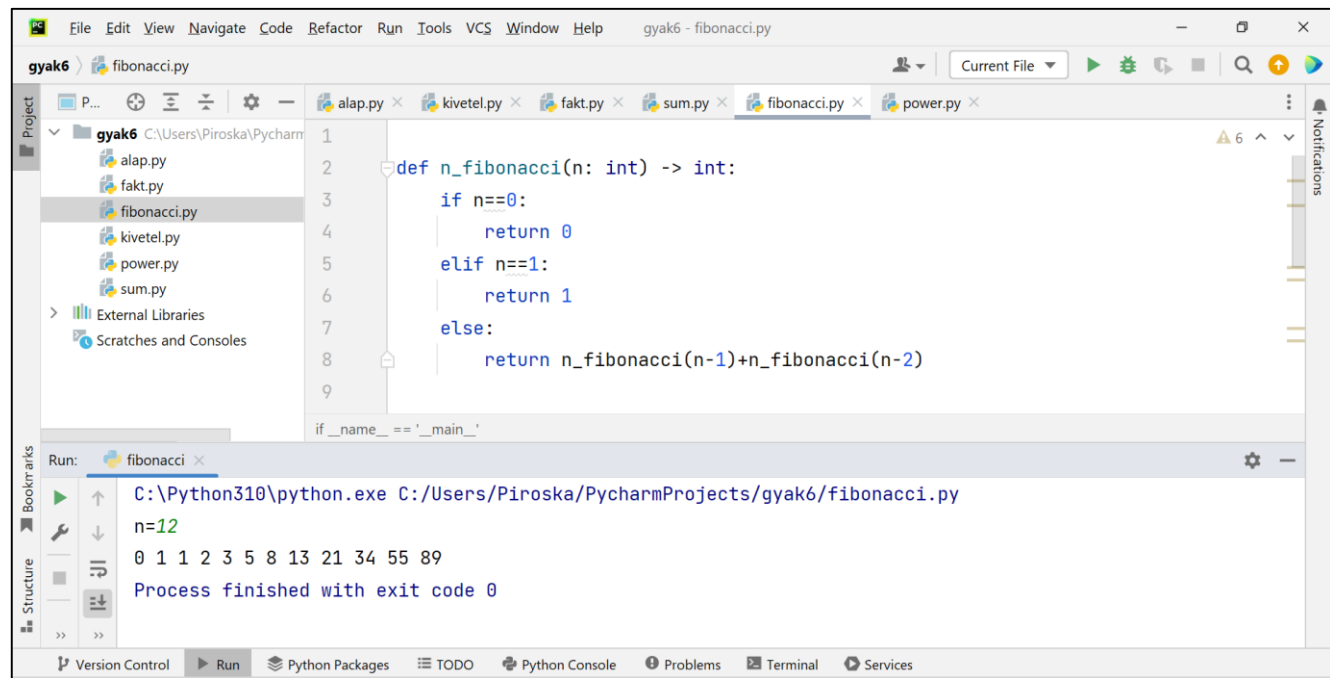 PC File Edit View Navigate Code Refactor Run Tools VCS Window Help gyak6 - fibonacci.py
gyak6 fibonacci.py Current File
Project
P...
gyak6 C:\Users\Piroska\Pycharm
alap.py
fakt.py
fibonacci.py
kivetel.py
power.py
sum.py
External Libraries
Scratches and Consoles
alap.py kivetel.py fakt.py sum.py fibonacci.py power.py
6
Notifications
1
2 def n_fibonacci(n: int) -> int:
3     if n==0:
4         return 0
5     elif n==1:
6         return 1
7     else:
8         return n_fibonacci(n-1)+n_fibonacci(n-2)
9
if __name__ == '__main__'
Bookmarks
Structure
Run: fibonacci
C:\Python310\python.exe C:/Users/Piroska/PycharmProjects/gyak6/fibonacci.py
n=12
0 1 1 2 3 5 8 13 21 34 55 89
Process finished with exit code 0
Version Control Run Python Packages TODO Python Console Problems Terminal Services